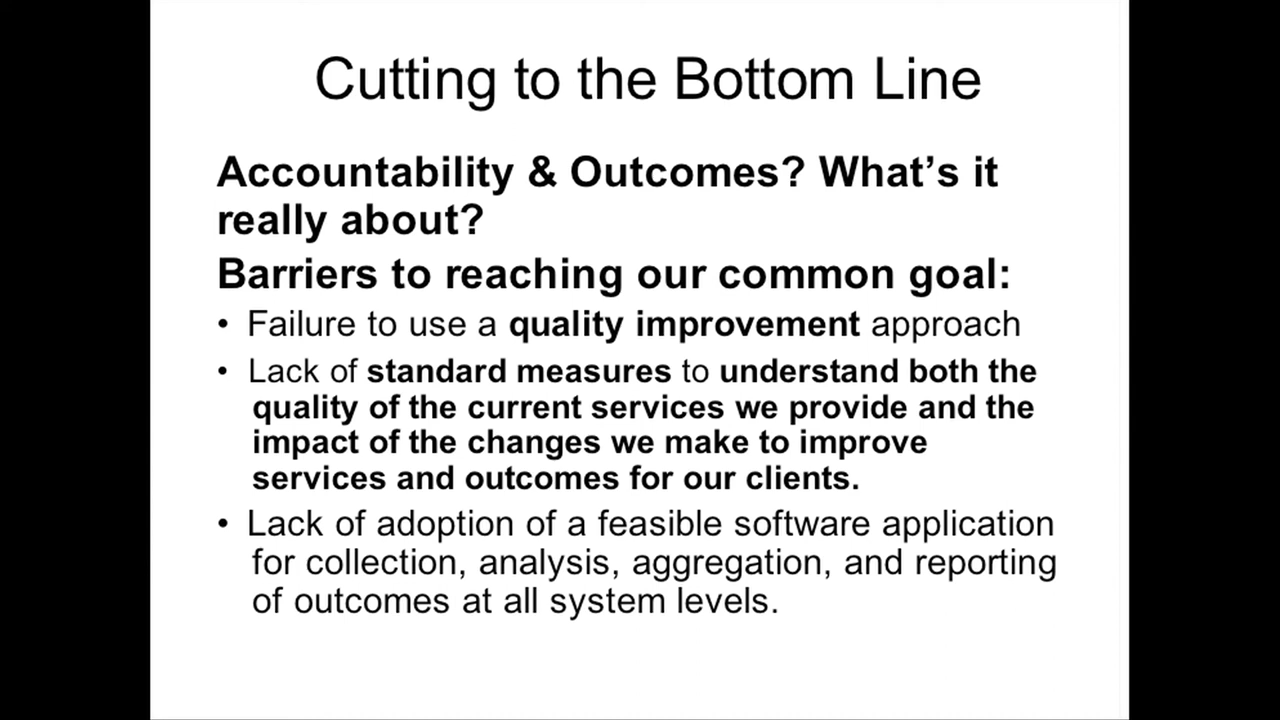 Cutting to the Bottom Line
Accountability & Outcomes? What’s it
really about?
Barriers to reaching our common goal:
• Failure to use a quality improvement approach
• Lack of standard measures to understand both the
quality of the current services we provide and the
impact of the changes we make to improve
services and outcomes for our clients.
• Lack of adoption of a feasible software application
for collection, analysis, aggregation, and reporting
of outcomes at all system levels.